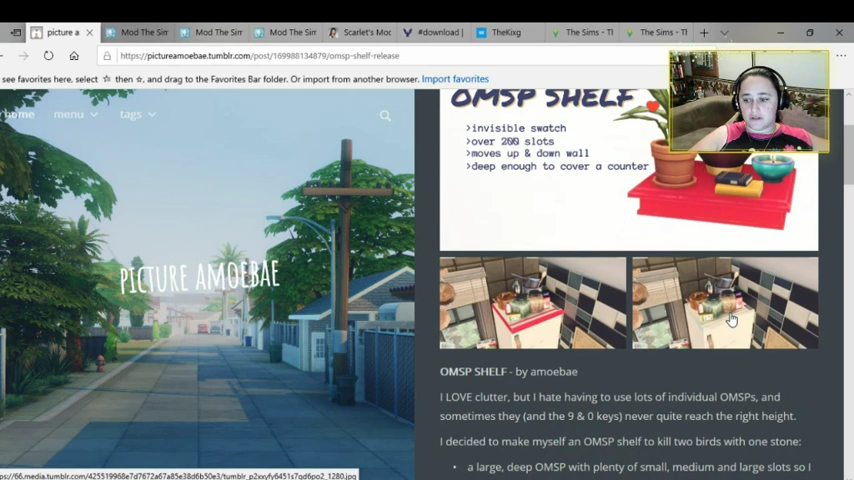 picture a
Mod The Sim
Mod The Sim
Mod The Sim
Scarlet's Moc
#download |
TheKixg
The Sims - Tl
The Sims - Tl
https://pictureamoebae.tumblr.com/post/169988134879/omsp-shelf-release
see favorites here, select ☆ then ☆, and drag to the Favorites Bar folder. Or import from another browser. Import favorites
home menu tags
PICTURE AMOEBAE
OMSP SHELF
>invisible swatch
>over 200 slots
>moves up & down wall
>deep enough to cover a counter
OMSP SHELF - by amoebae
I LOVE clutter, but I hate having to use lots of individual OMSPs, and
sometimes they (and the 9 & 0 keys) never quite reach the right height.
I decided to make myself an OMSP shelf to kill two birds with one stone:
• a large, deep OMSP with plenty of small, medium and large slots so I